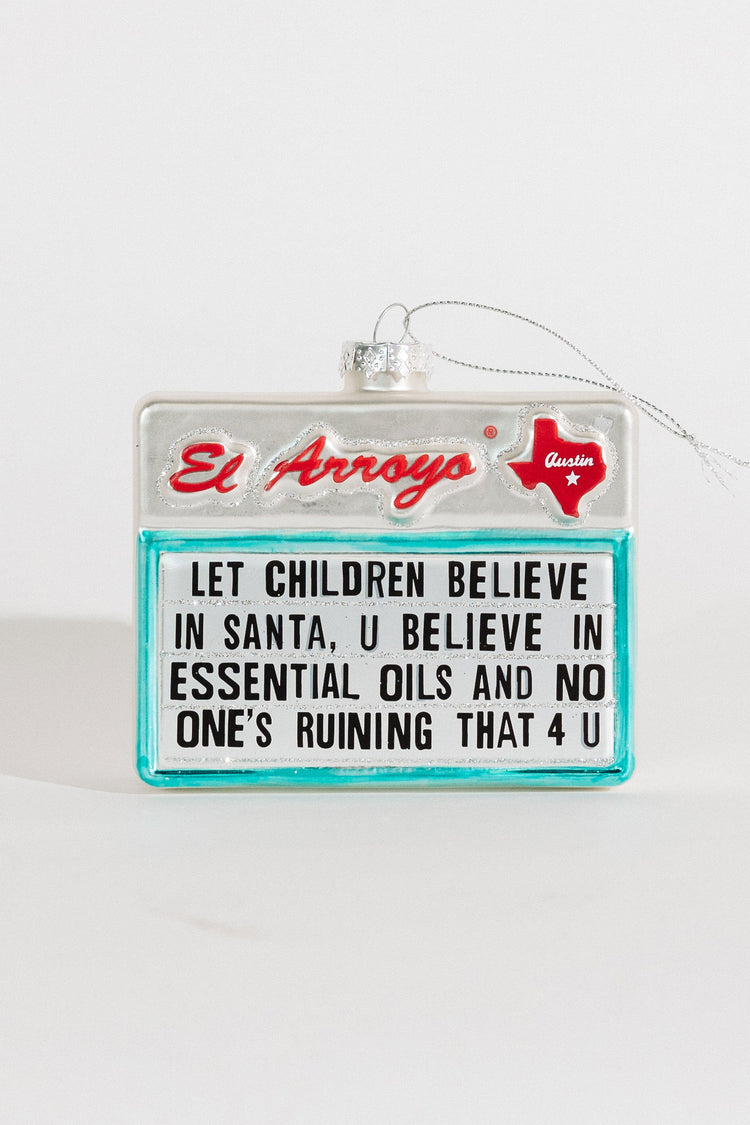 El Arroyo ®
Austin
LET CHILDREN BELIEVE
IN SANTA, U BELIEVE IN
ESSENTIAL OILS AND NO
ONE'S RUINING THAT 4 U